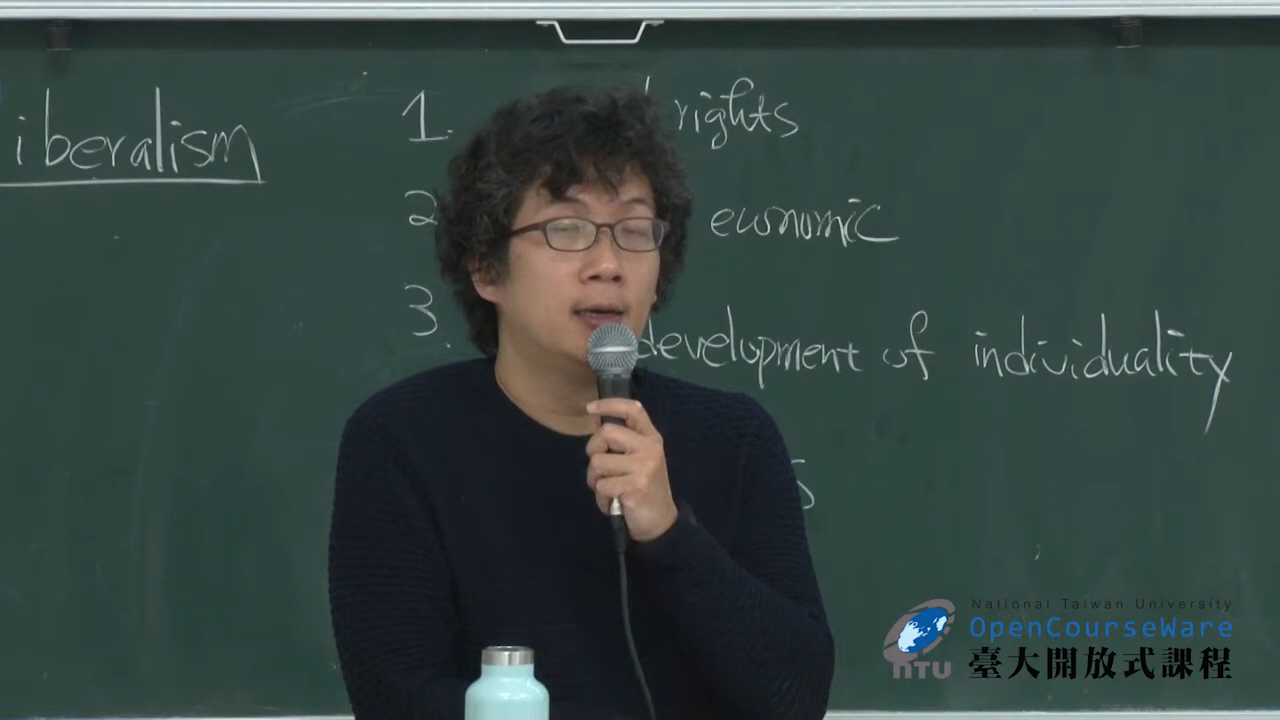 iberalism
1. rights
2 economic
3. development of individuality
National Taiwan University
OpenCourseWare
臺大開放式課程
NTU